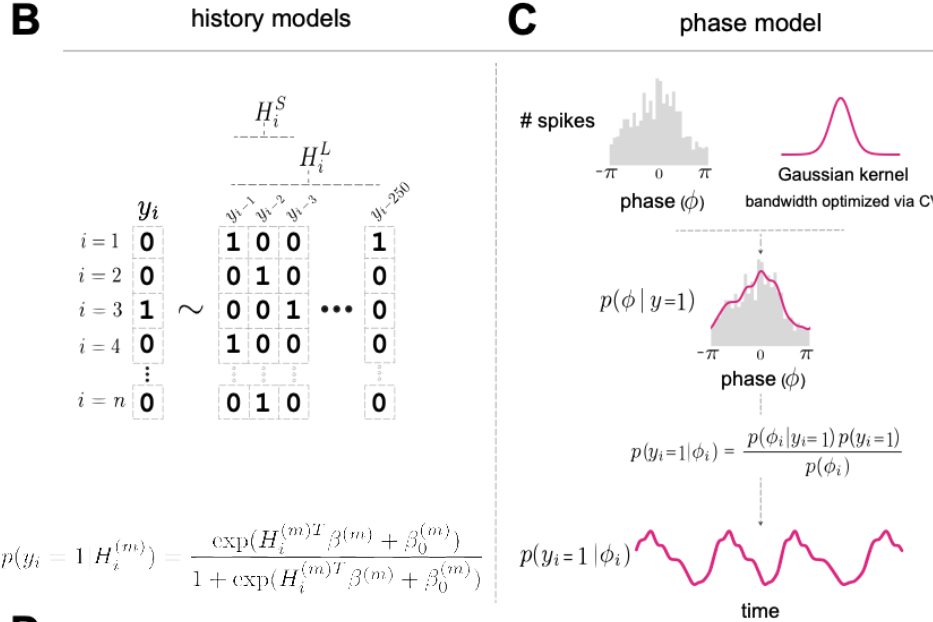 B
history models
H_i^S
H_i^L
y_i y_{i-1} y_{i-2} y_{i-3} y_{i-250}
i = 1 0 1 0 0 1
i = 2 0 0 1 0 0
i = 3 1 ~ 0 0 1 ••• 0
i = 4 0 1 0 0 0
i = n 0 0 1 0 0
p(y_i = 1|H_i^{(m)}) = exp(H_i^{(m)T} β^{(m)} + β_0^{(m)}) / 1 + exp(H_i^{(m)T} β^{(m)} + β_0^{(m)})
C
phase model
# spikes
-π 0 π
phase (ϕ)
Gaussian kernel
bandwidth optimized via CV
p(ϕ | y=1)
-π 0 π
phase (ϕ)
p(y_i=1|ϕ_i) = p(ϕ_i|y_i=1) p(y_i=1) / p(ϕ_i)
p(y_i=1|ϕ_i)
time